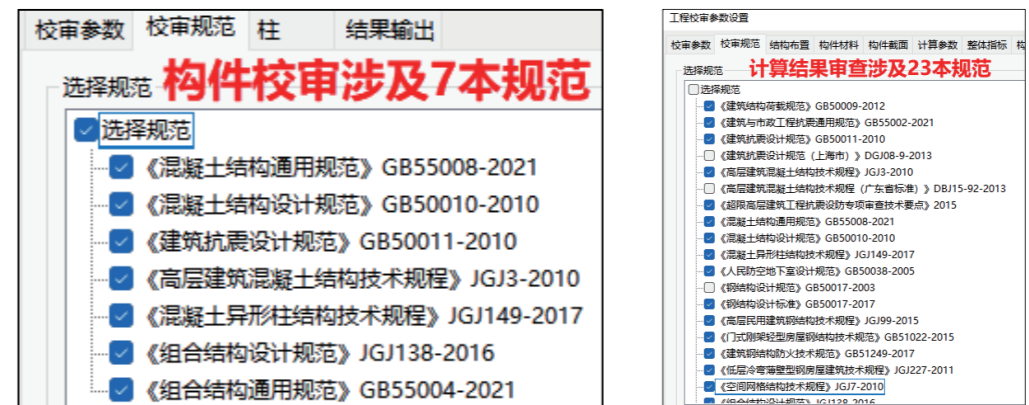 校审参数 校审规范 柱 结果输出
选择规范 构件校审涉及7本规范
选择规范
《混凝土结构通用规范》GB55008-2021
《混凝土结构设计规范》GB50010-2010
《建筑抗震设计规范》GB50011-2010
《高层建筑混凝土结构技术规程》JGJ3-2010
《混凝土异形柱结构技术规程》JGJ149-2017
《组合结构设计规范》JGJ138-2016
《组合结构通用规范》GB55004-2021
工程校审参数设置
校审参数 校审规范 结构布置 构件材料 构件截面 计算参数 整体指标 构
选择规范 计算结果审查涉及23本规范
选择规范
《建筑结构荷载规范》GB50009-2012
《建筑与市政工程抗震通用规范》GB55002-2021
《建筑抗震设计规范》GB50011-2010
《建筑抗震设计规范（上海市）》DGJ08-9-2013
《高层建筑混凝土结构技术规程》JGJ3-2010
《高层建筑混凝土结构技术规程（广东省标准）》DBJ15-92-2013
《超限高层建筑工程抗震设防专项审查技术要点》2015
《混凝土结构通用规范》GB55008-2021
《混凝土结构设计规范》GB50010-2010
《混凝土异形柱结构技术规程》JGJ149-2017
《人民防空地下室设计规范》GB50038-2005
《钢结构设计规范》GB50017-2003
《钢结构设计标准》GB50017-2017
《高层民用建筑钢结构技术规程》JGJ99-2015
《门式刚架轻型房屋钢结构技术规范》GB51022-2015
《建筑钢结构防火技术规范》GB51249-2017
《低层冷弯薄壁型钢房屋建筑技术规程》JGJ227-2011
《空间网格结构技术规程》JGJ7-2010
《组合结构设计规范》JGJ138-2016